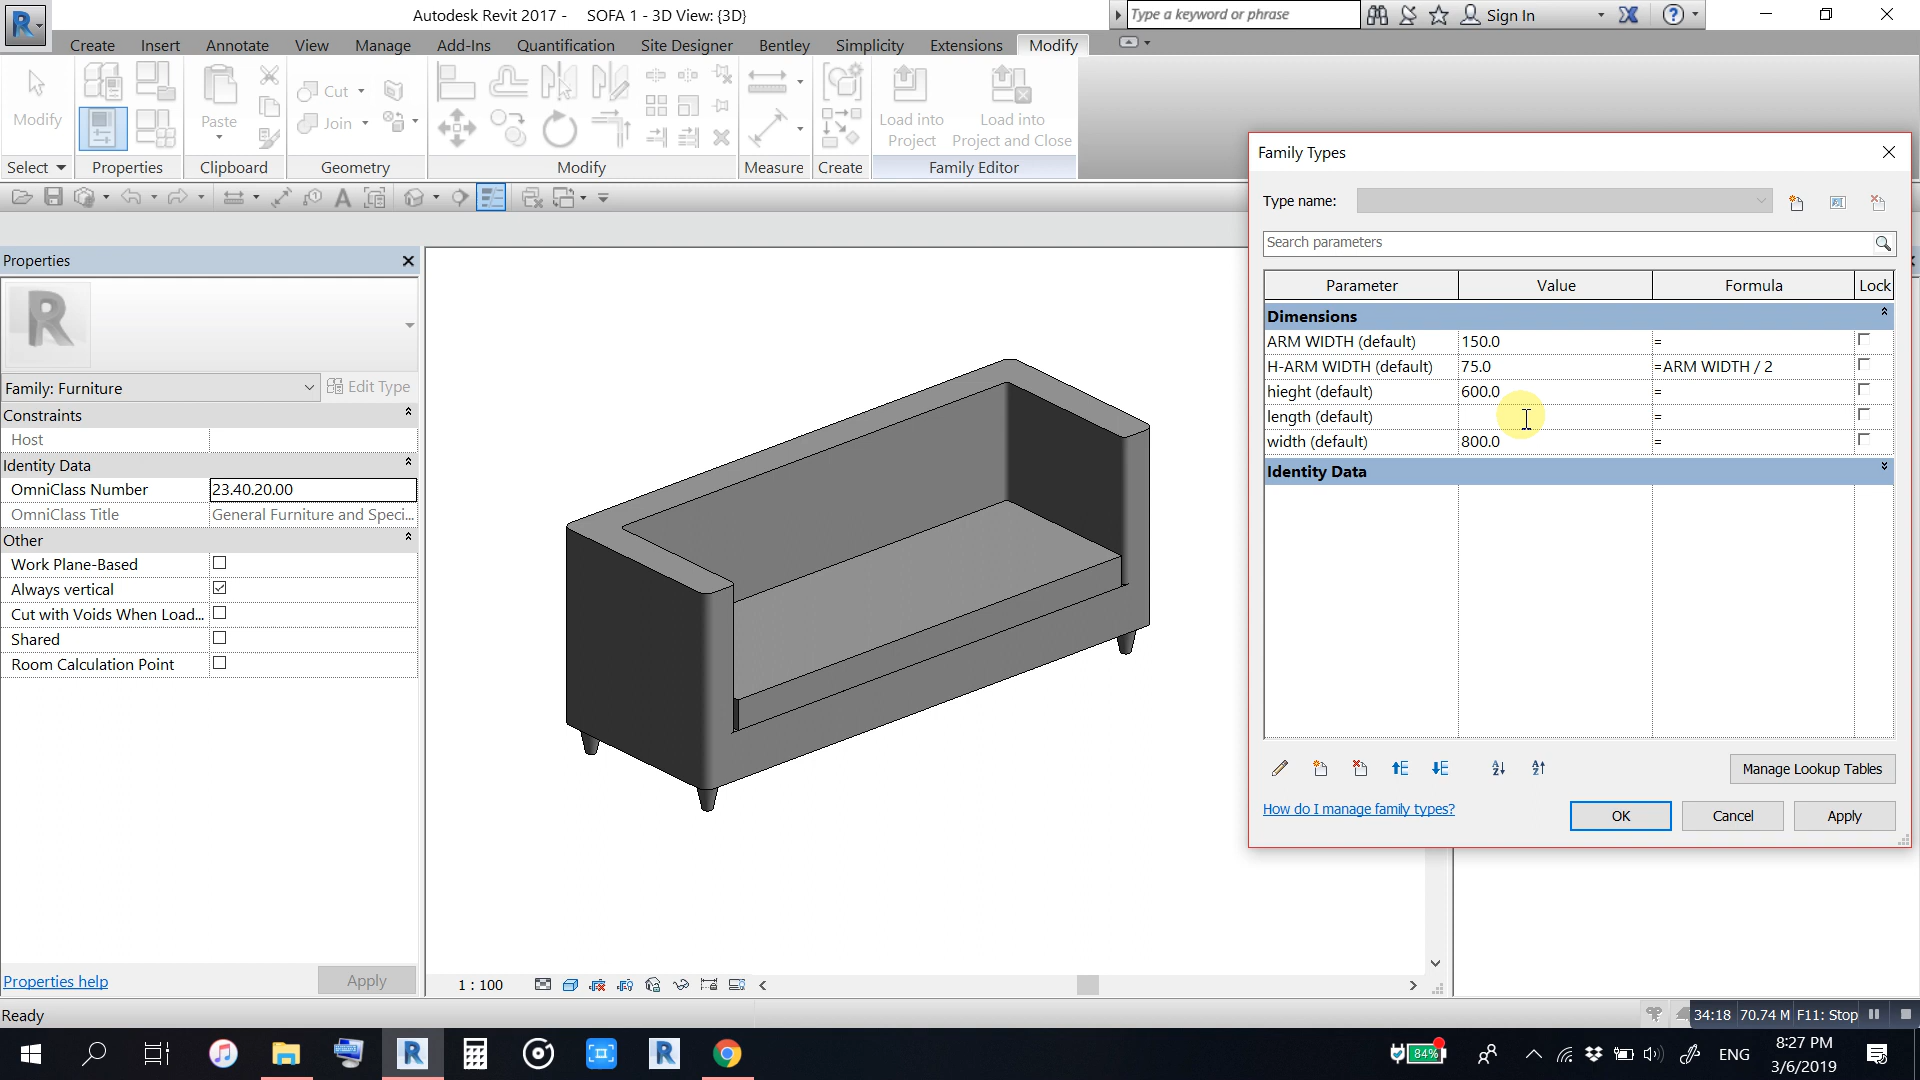 Autodesk Revit 2017 -     SOFA 1 - 3D View: {3D}
Type a keyword or phrase
Sign In
Create Insert Annotate View Manage Add-Ins Quantification Site Designer Bentley Simplicity Extensions Modify
Modify
Paste
Cut
Join
Load into Project
Load into Project and Close
Select Properties Clipboard Geometry Modify Measure Create Family Editor
Properties
Family: Furniture
Edit Type
Constraints
Host
Identity Data
OmniClass Number 23.40.20.00
OmniClass Title General Furniture and Speci...
Other
Work Plane-Based
Always vertical
Cut with Voids When Load...
Shared
Room Calculation Point
Properties help
Apply
1 : 100
Ready
Family Types
Type name:
Search parameters
Parameter Value Formula Lock
Dimensions
ARM WIDTH (default) 150.0 =
H-ARM WIDTH (default) 75.0 =ARM WIDTH / 2
hieght (default) 600.0 =
length (default) =
width (default) 800.0 =
Identity Data
Manage Lookup Tables
How do I manage family types?
OK Cancel Apply
34:18 70.74 M F11: Stop
84%
ENG
8:27 PM
3/6/2019